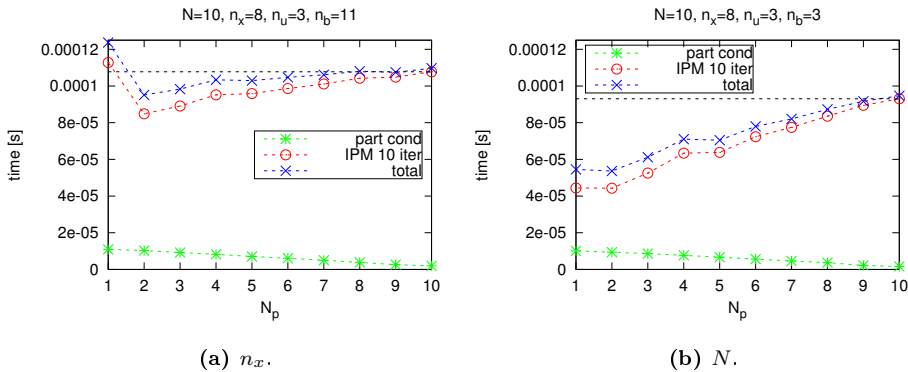 N=10, n_x=8, n_u=3, n_b=11
time [s]
0.00012
0.0001
8e-05
6e-05
4e-05
2e-05
0
part cond
IPM 10 iter
total
1 2 3 4 5 6 7 8 9 10
N_p
(a) n_x.
N=10, n_x=8, n_u=3, n_b=3
time [s]
0.00012
0.0001
8e-05
6e-05
4e-05
2e-05
0
part cond
IPM 10 iter
total
1 2 3 4 5 6 7 8 9 10
N_p
(b) N.